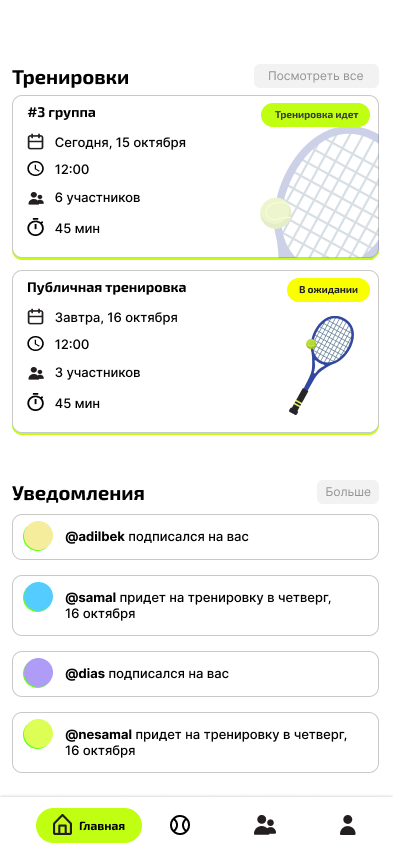 Тренировки
Посмотреть все
#3 группа
Тренировка идет
Сегодня, 15 октября
12:00
6 участников
45 мин
Публичная тренировка
В ожидании
Завтра, 16 октября
12:00
3 участников
45 мин
Уведомления
Больше
@adilbek подписался на вас
@samal придет на тренировку в четверг,
16 октября
@dias подписался на вас
@nesamal придет на тренировку в четверг,
16 октября
Главная